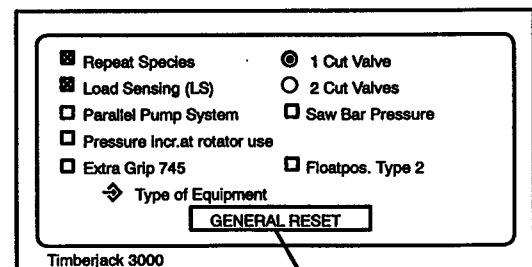 Repeat Species
1 Cut Valve
Load Sensing (LS)
2 Cut Valves
Parallel Pump System
Saw Bar Pressure
Pressure incr.at rotator use
Extra Grip 745
Floatpos. Type 2
Type of Equipment
GENERAL RESET
Timberjack 3000